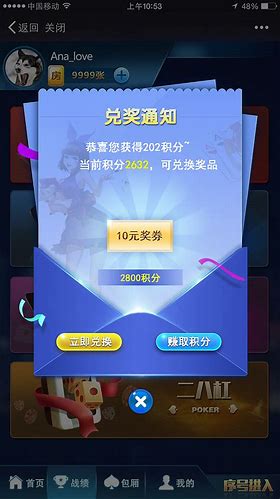 中国移动
上午10:53
48%
返回 关闭
Ana_love
房 9999张
兑奖通知
恭喜您获得202积分~
当前积分2632，可兑换奖品
10元奖券
2800积分
立即兑换
赚取积分
二八杠
POKER
首页
战绩
包厢
我的
序号进入